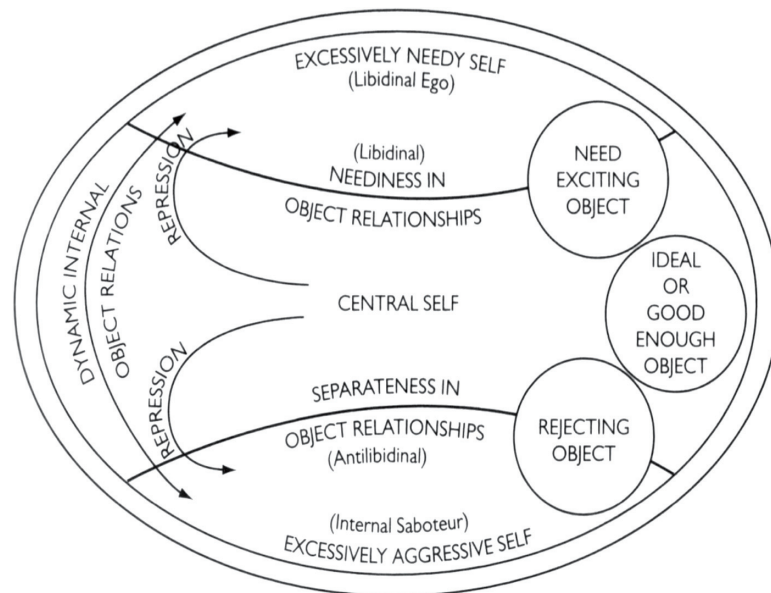 EXCESSIVELY NEEDY SELF
(Libidinal Ego)
(Libidinal)
NEEDINESS IN
OBJECT RELATIONSHIPS
NEED
EXCITING
OBJECT
REPRESSION
DYNAMIC INTERNAL
OBJECT RELATIONS
CENTRAL SELF
IDEAL
OR
GOOD
ENOUGH
OBJECT
REPRESSION
SEPARATENESS IN
OBJECT RELATIONSHIPS
(Antilibidinal)
REJECTING
OBJECT
(Internal Saboteur)
EXCESSIVELY AGGRESSIVE SELF